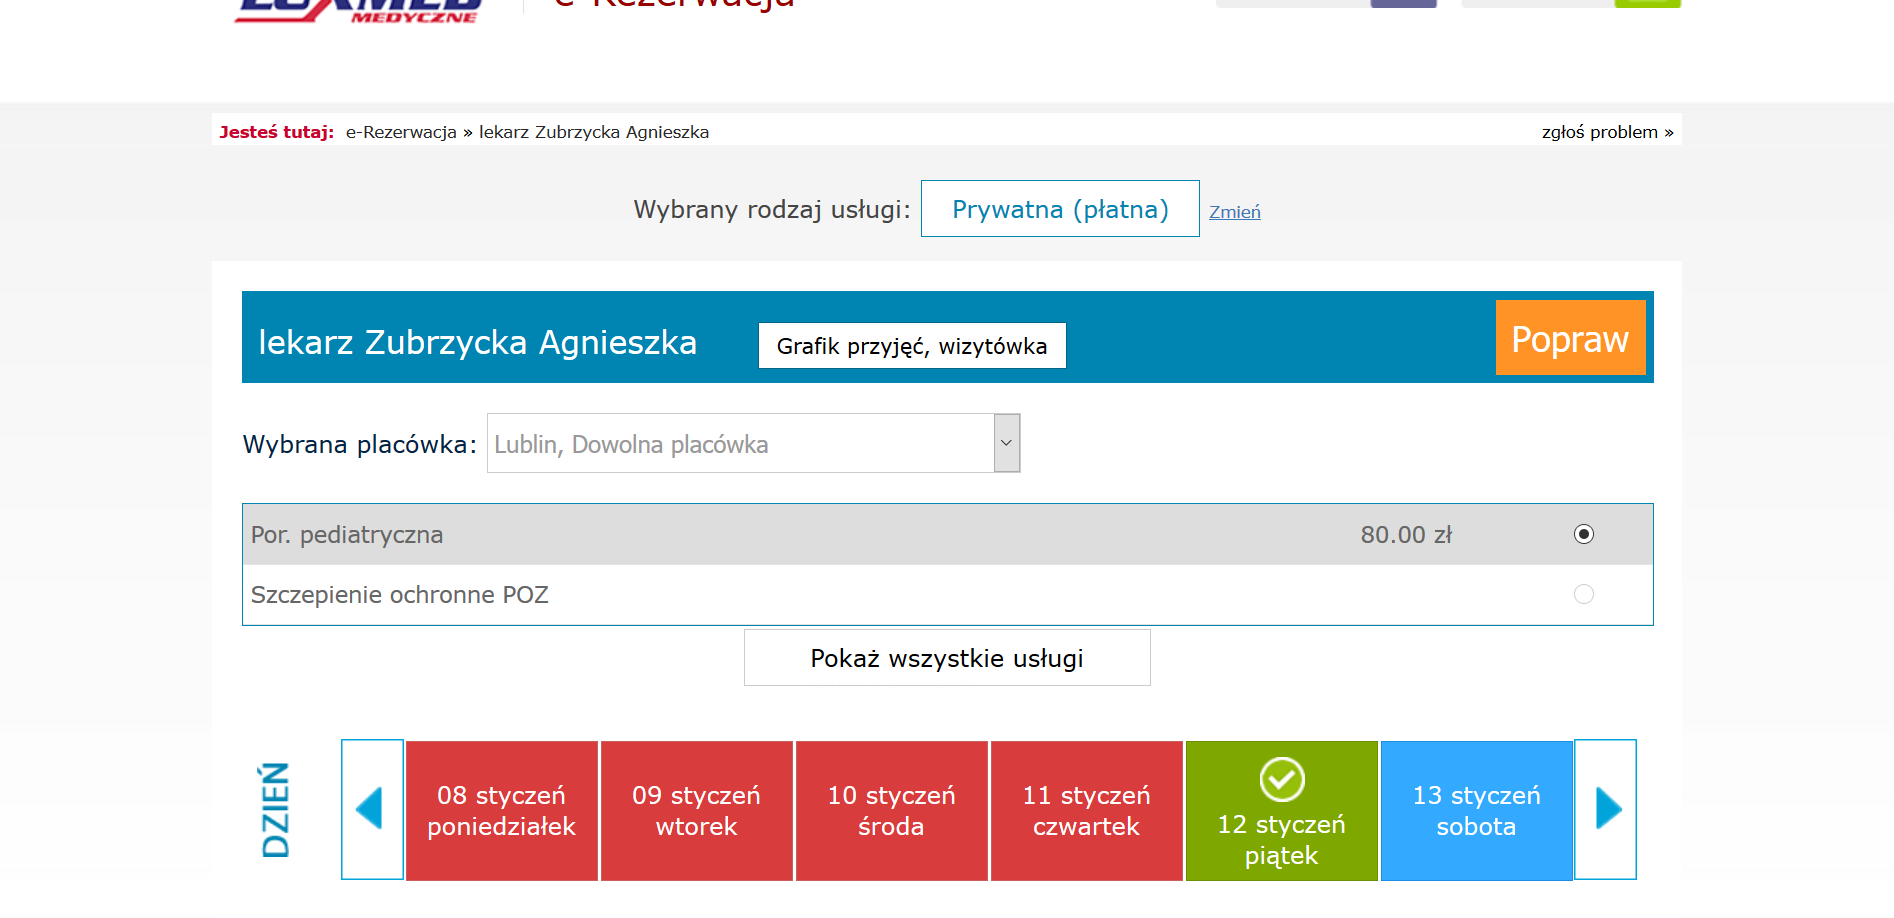 LUXMED
MEDYCZNE
e-Rezerwacja
Jesteś tutaj: e-Rezerwacja » lekarz Zubrzycka Agnieszka
zgłoś problem »
Wybrany rodzaj usługi: Prywatna (płatna) Zmień
lekarz Zubrzycka Agnieszka
Grafik przyjęć, wizytówka
Popraw
Wybrana placówka: Lublin, Dowolna placówka
Por. pediatryczna 80.00 zł
Szczepienie ochronne POZ
Pokaż wszystkie usługi
DZIEŃ
08 styczeń
poniedziałek
09 styczeń
wtorek
10 styczeń
środa
11 styczeń
czwartek
12 styczeń
piątek
13 styczeń
sobota